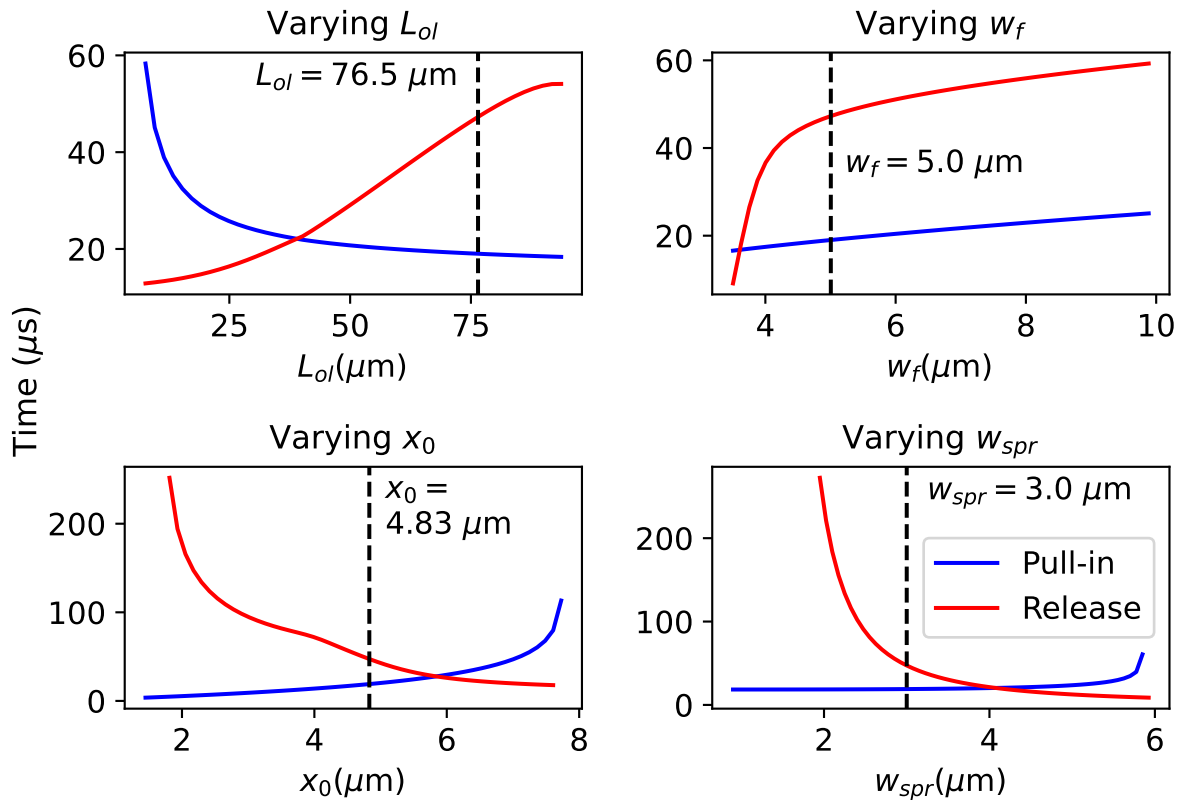 Varying L_ol
L_ol = 76.5 μm
60
40
20
25 50 75
L_ol(μm)
Varying w_f
w_f = 5.0 μm
60
40
20
4 6 8 10
w_f(μm)
Time (μs)
Varying x_0
x_0 =
4.83 μm
200
100
0
2 4 6 8
x_0(μm)
Varying w_spr
w_spr = 3.0 μm
Pull-in
Release
200
100
0
2 4 6
w_spr(μm)